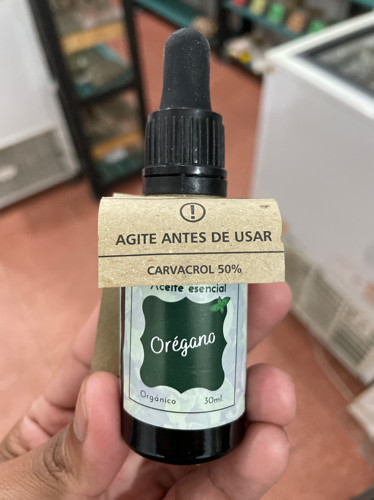 !
AGITE ANTES DE USAR
CARVACROL 50%
Aceite esencial
Orégano
Orgánico 30ml